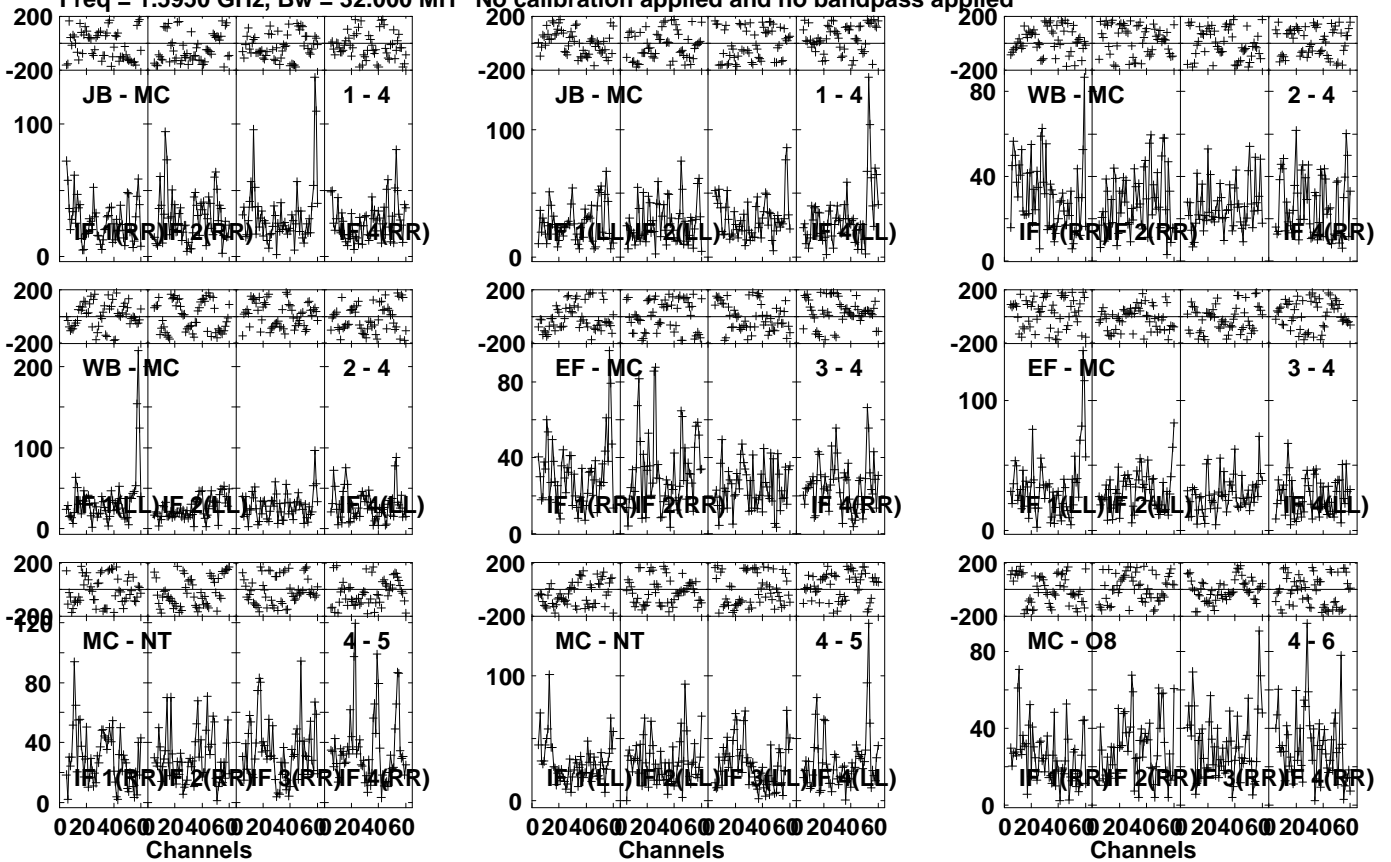 Freq = 1.5950 GHz, Bw = 32.000 MH No calibration applied and no bandpass applied
200
-200
JB - MC 1 - 4
100
0
IF 1(RR) IF 2(RR) IF 4(RR)
200
-200
JB - MC 1 - 4
100
0
IF 1(LL) IF 2(LL) IF 4(LL)
200
-200
WB - MC 2 - 4
80
40
0
IF 1(RR) IF 2(RR) IF 4(RR)
200
-200
WB - MC 2 - 4
200
100
0
IF 1(LL) IF 2(LL) IF 4(LL)
200
-200
EF - MC 3 - 4
80
40
0
IF 1(RR) IF 2(RR) IF 4(RR)
200
-200
EF - MC 3 - 4
100
0
IF 1(LL) IF 2(LL) IF 4(LL)
200
-200
120
MC - NT 4 - 5
80
40
0
IF 1(RR) IF 2(RR) IF 3(RR) IF 4(RR)
0 20 40 60 0 20 40 60 0 20 40 60 0 20 40 60
Channels
200
-200
MC - NT 4 - 5
100
0
IF 1(LL) IF 2(LL) IF 3(LL) IF 4(LL)
0 20 40 60 0 20 40 60 0 20 40 60 0 20 40 60
Channels
200
-200
MC - O8 4 - 6
80
40
0
IF 1(RR) IF 2(RR) IF 3(RR) IF 4(RR)
0 20 40 60 0 20 40 60 0 20 40 60 0 20 40 60
Channels